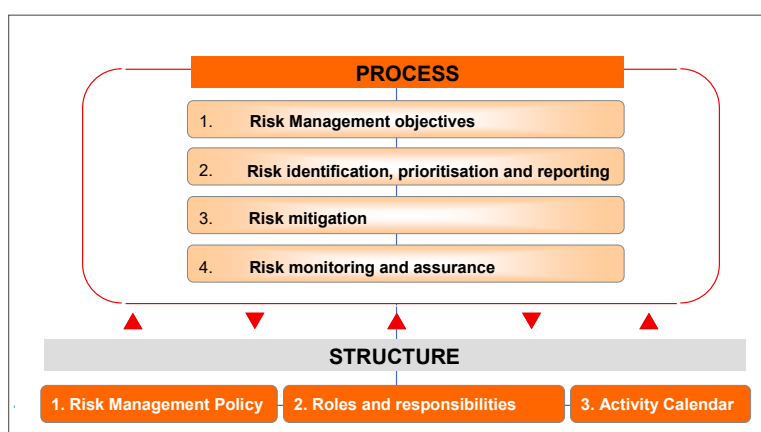 PROCESS
1. Risk Management objectives
2. Risk identification, prioritisation and reporting
3. Risk mitigation
4. Risk monitoring and assurance
STRUCTURE
1. Risk Management Policy 2. Roles and responsibilities 3. Activity Calendar